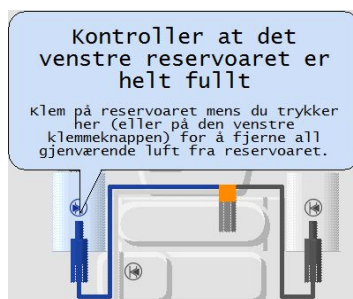 Kontroller at det
venstre reservoaret er
helt fullt
Klem på reservoaret mens du trykker
her (eller på den venstre
klemmeknappen) for å fjerne all
gjenværende luft fra reservoaret.